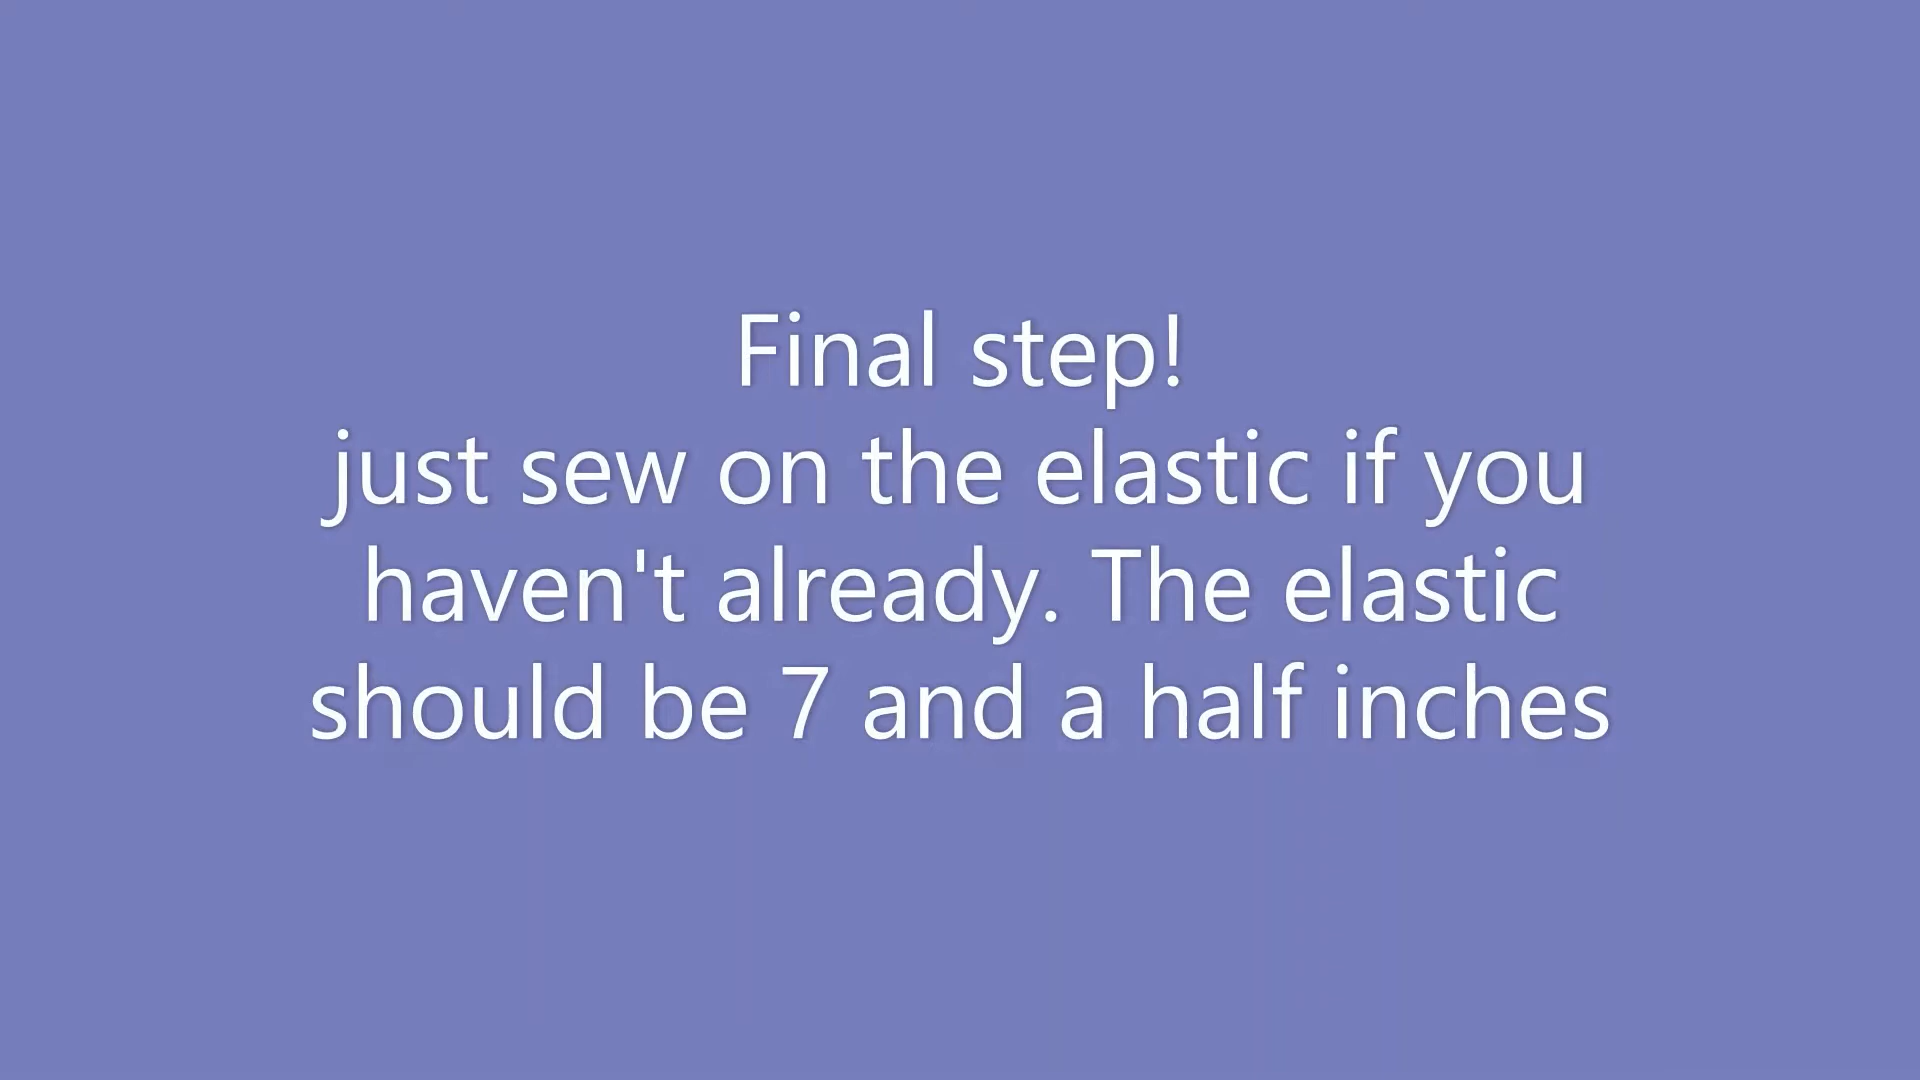 Final step!
just sew on the elastic if you
haven't already. The elastic
should be 7 and a half inches